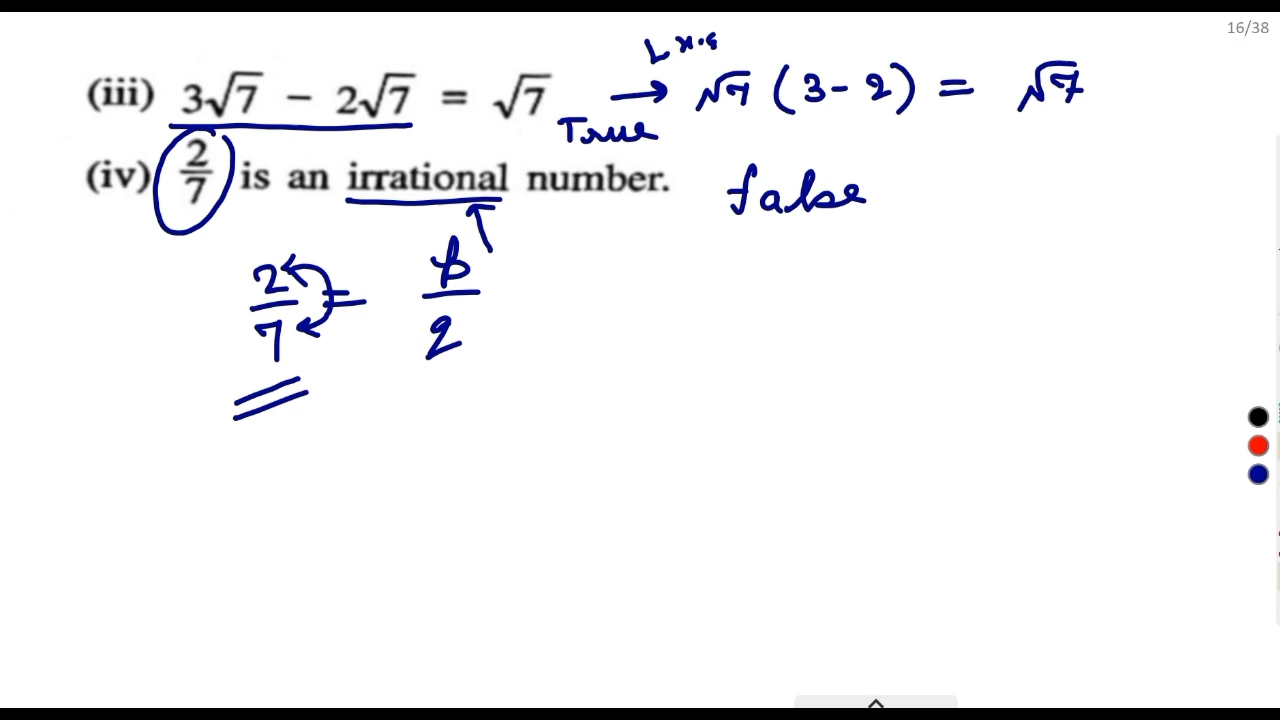 16/38
L H.S
(iii) 3√7 − 2√7 = √7 → √7 (3 - 2) = √7
True
(iv) 2/7 is an irrational number. false
2/7 = p/q